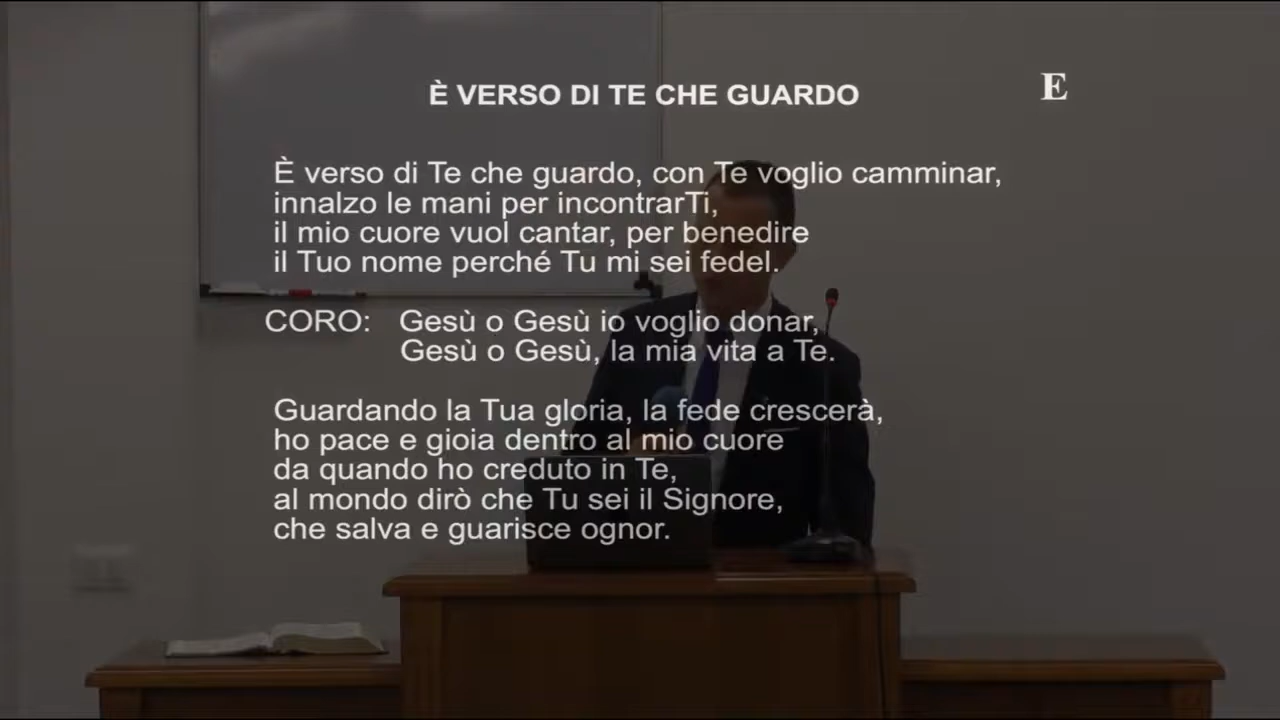 È VERSO DI TE CHE GUARDO
E
È verso di Te che guardo, con Te voglio camminar,
innalzo le mani per incontrarTi,
il mio cuore vuol cantar, per benedire
il Tuo nome perché Tu mi sei fedel.
CORO: Gesù o Gesù io voglio donar,
Gesù o Gesù, la mia vita a Te.
Guardando la Tua gloria, la fede crescerà,
ho pace e gioia dentro al mio cuore
da quando ho creduto in Te,
al mondo dirò che Tu sei il Signore,
che salva e guarisce ognor.